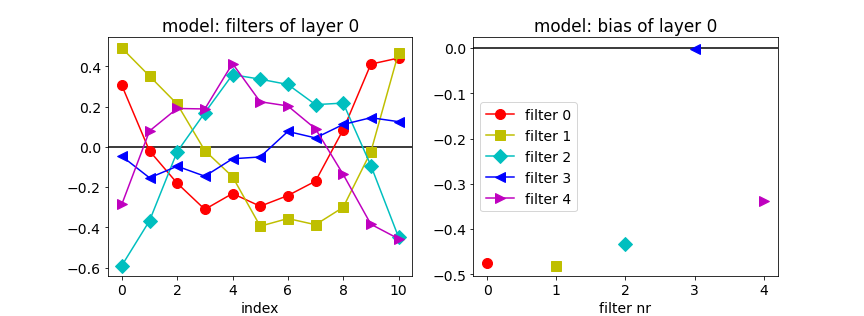 model: filters of layer 0
0.4
0.2
0.0
−0.2
−0.4
−0.6
0 2 4 6 8 10
index
model: bias of layer 0
0.0
−0.1
−0.2
−0.3
−0.4
−0.5
filter 0
filter 1
filter 2
filter 3
filter 4
0 1 2 3 4
filter nr